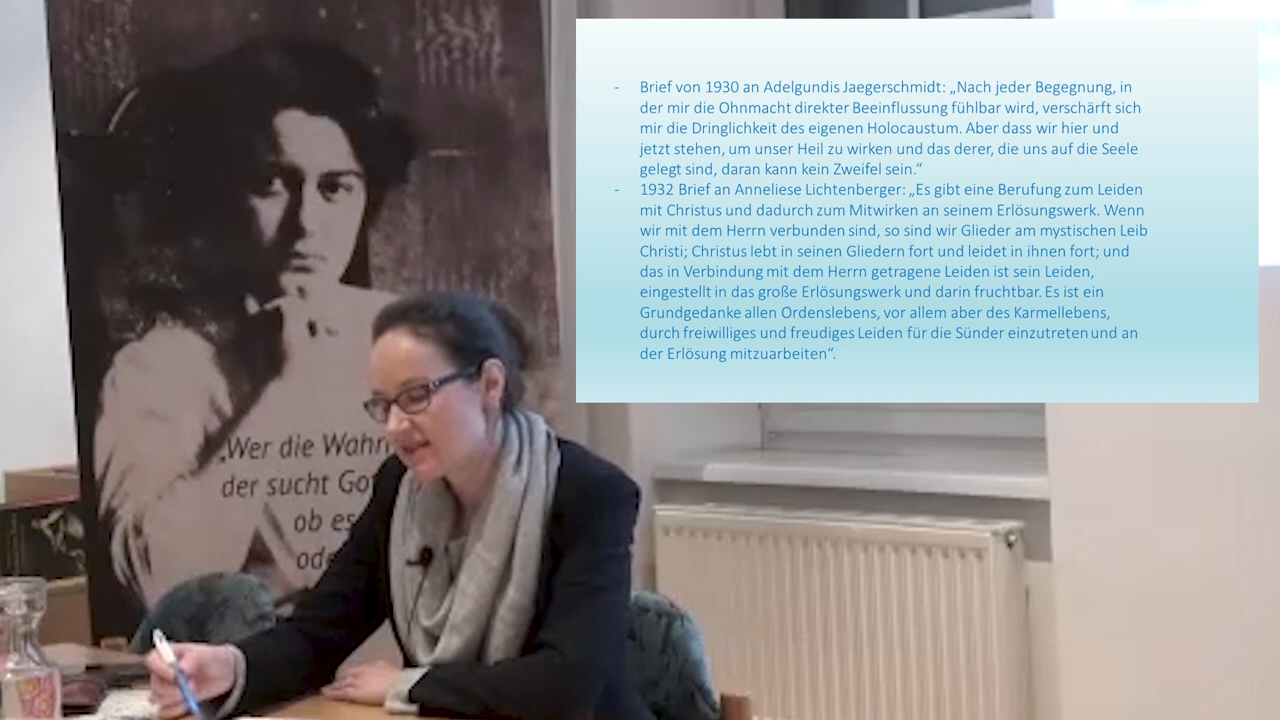 - Brief von 1930 an Adelgundis Jaegerschmidt: „Nach jeder Begegnung, in
der mir die Ohnmacht direkter Beeinflussung fühlbar wird, verschärft sich
mir die Dringlichkeit des eigenen Holocaustum. Aber dass wir hier und
jetzt stehen, um unser Heil zu wirken und das derer, die uns auf die Seele
gelegt sind, daran kann kein Zweifel sein.“
- 1932 Brief an Anneliese Lichtenberger: „Es gibt eine Berufung zum Leiden
mit Christus und dadurch zum Mitwirken an seinem Erlösungswerk. Wenn
wir mit dem Herrn verbunden sind, so sind wir Glieder am mystischen Leib
Christi; Christus lebt in seinen Gliedern fort und leidet in ihnen fort; und
das in Verbindung mit dem Herrn getragene Leiden ist sein Leiden,
eingestellt in das große Erlösungswerk und darin fruchtbar. Es ist ein
Grundgedanke allen Ordenslebens, vor allem aber des Karmellebens,
durch freiwilliges und freudiges Leiden für die Sünder einzutreten und an
der Erlösung mitzuarbeiten“.
„Wer die Wahr
der sucht Go
ob es
ode